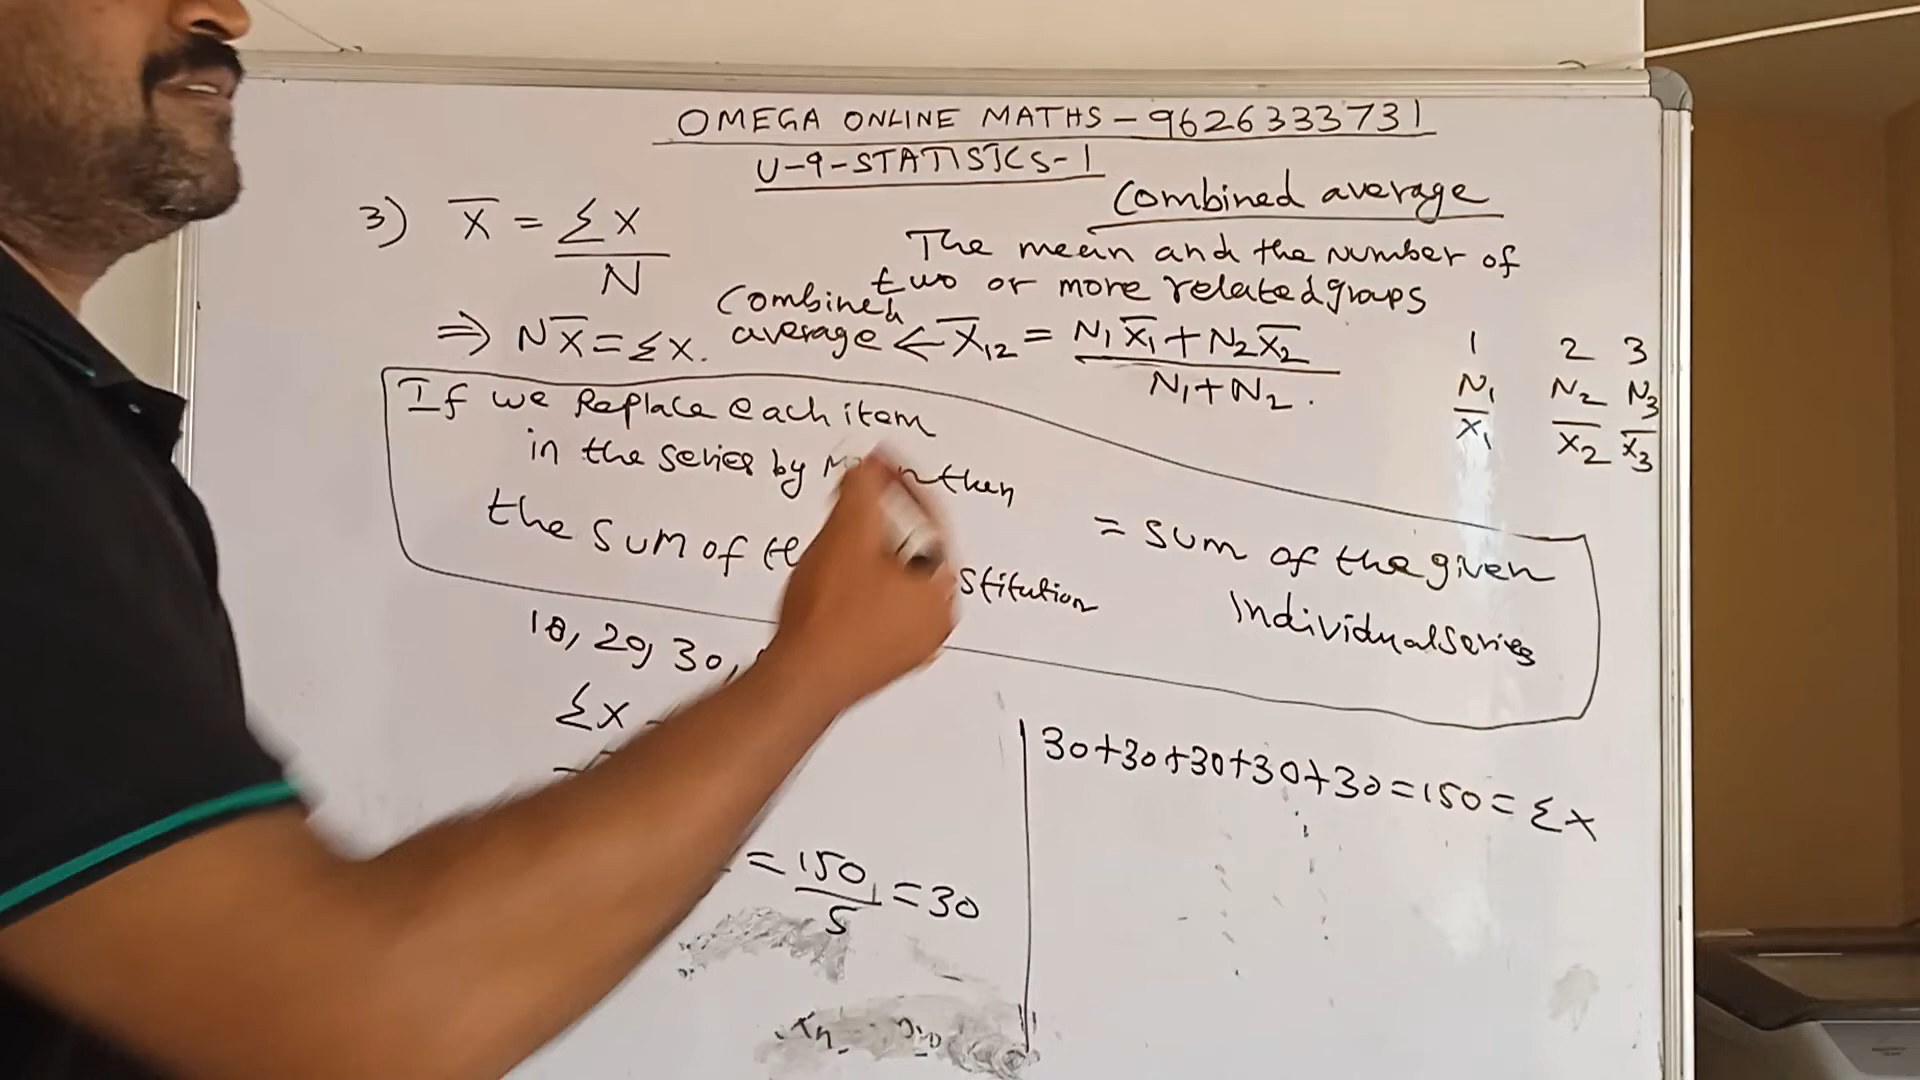 OMEGA ONLINE MATHS - 9626333731
U-9-STATISTICS-1
Combined average
3) X̄ = Σx / N
The mean and the number of
two or more related groups
Combined
⇒ NX̄ = Σx. average ← X̄12 = N1X̄1 + N2X̄2 / N1+N2.
1 2 3
N1 N2 N3
X̄1 X̄2 X̄3
If we Replace each item
in the series by then
the sum of stitution
= sum of the given
individual series
10, 20, 30,
Σx
30+30+30+30+30=150=Σx
= 150 / 5 = 30